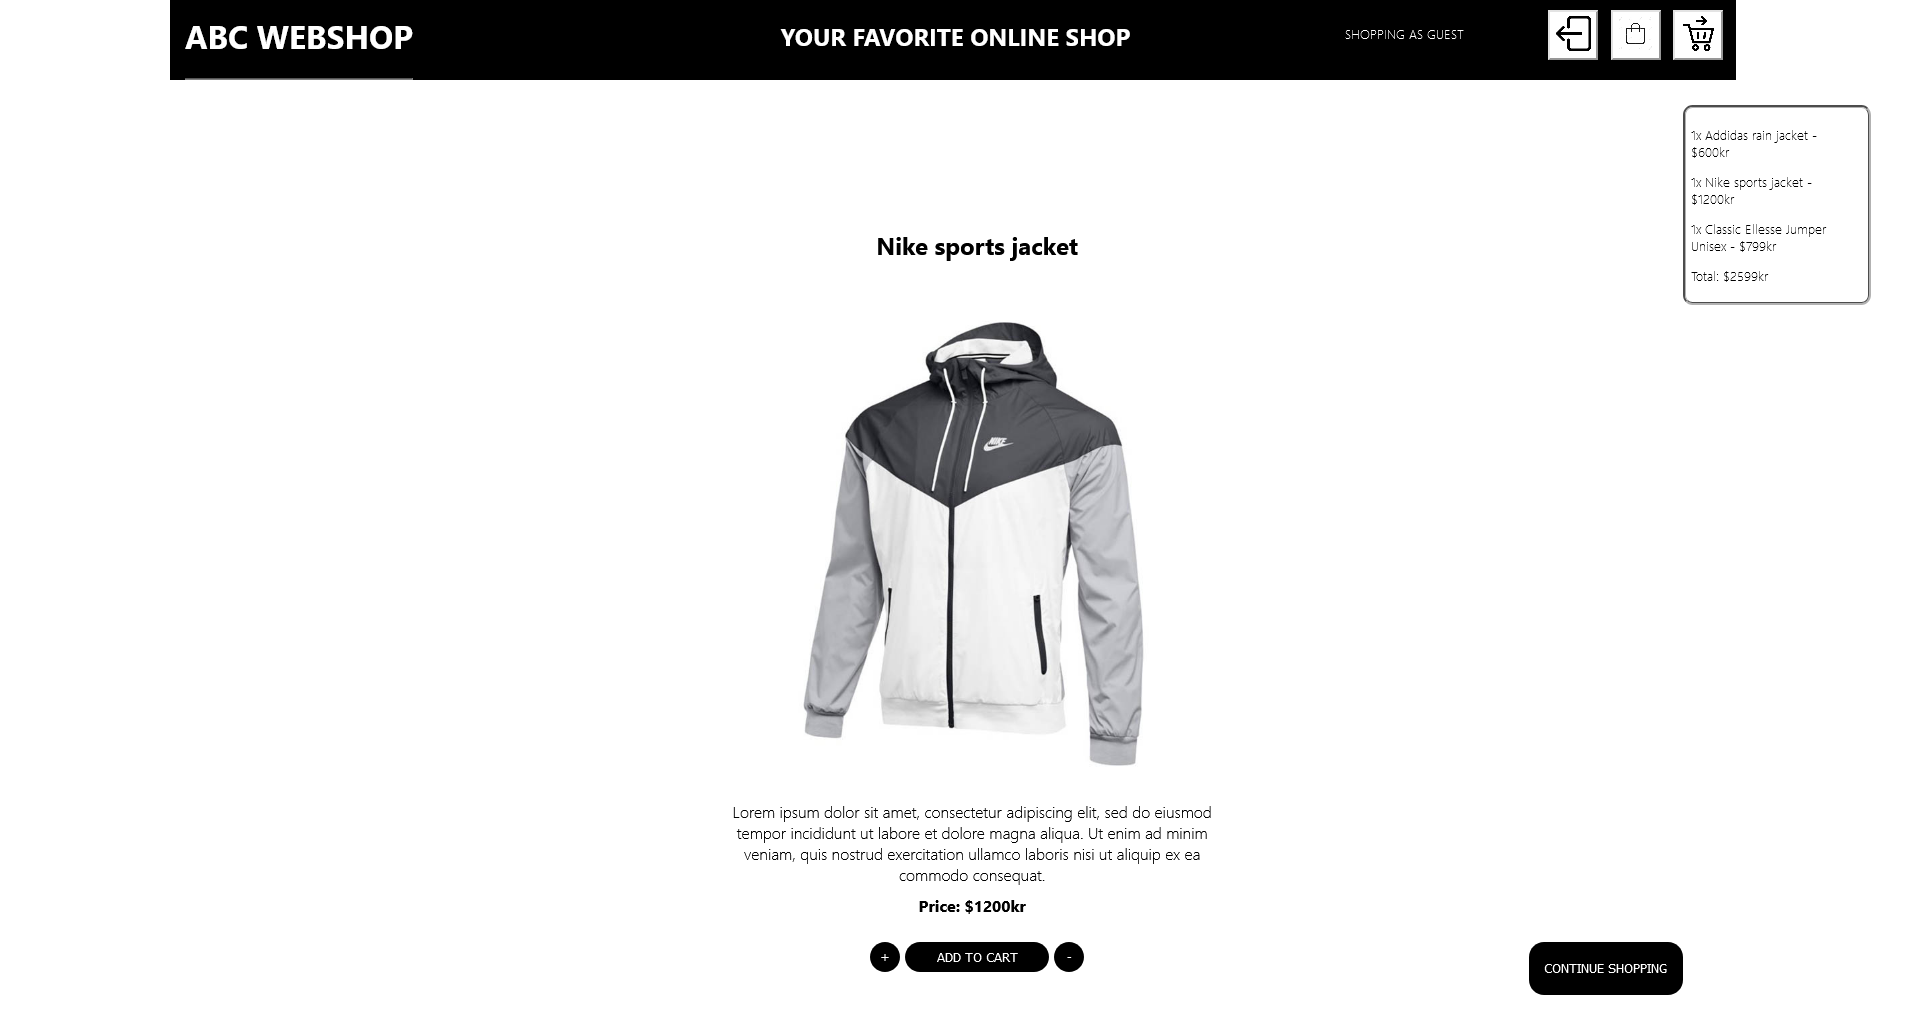 ABC WEBSHOP
YOUR FAVORITE ONLINE SHOP
SHOPPING AS GUEST
1x Addidas rain jacket -
$600kr
1x Nike sports jacket -
$1200kr
1x Classic Ellesse Jumper
Unisex - $799kr
Total: $2599kr
Nike sports jacket
NIKE
Lorem ipsum dolor sit amet, consectetur adipiscing elit, sed do eiusmod
tempor incididunt ut labore et dolore magna aliqua. Ut enim ad minim
veniam, quis nostrud exercitation ullamco laboris nisi ut aliquip ex ea
commodo consequat.
Price: $1200kr
+ ADD TO CART -
CONTINUE SHOPPING